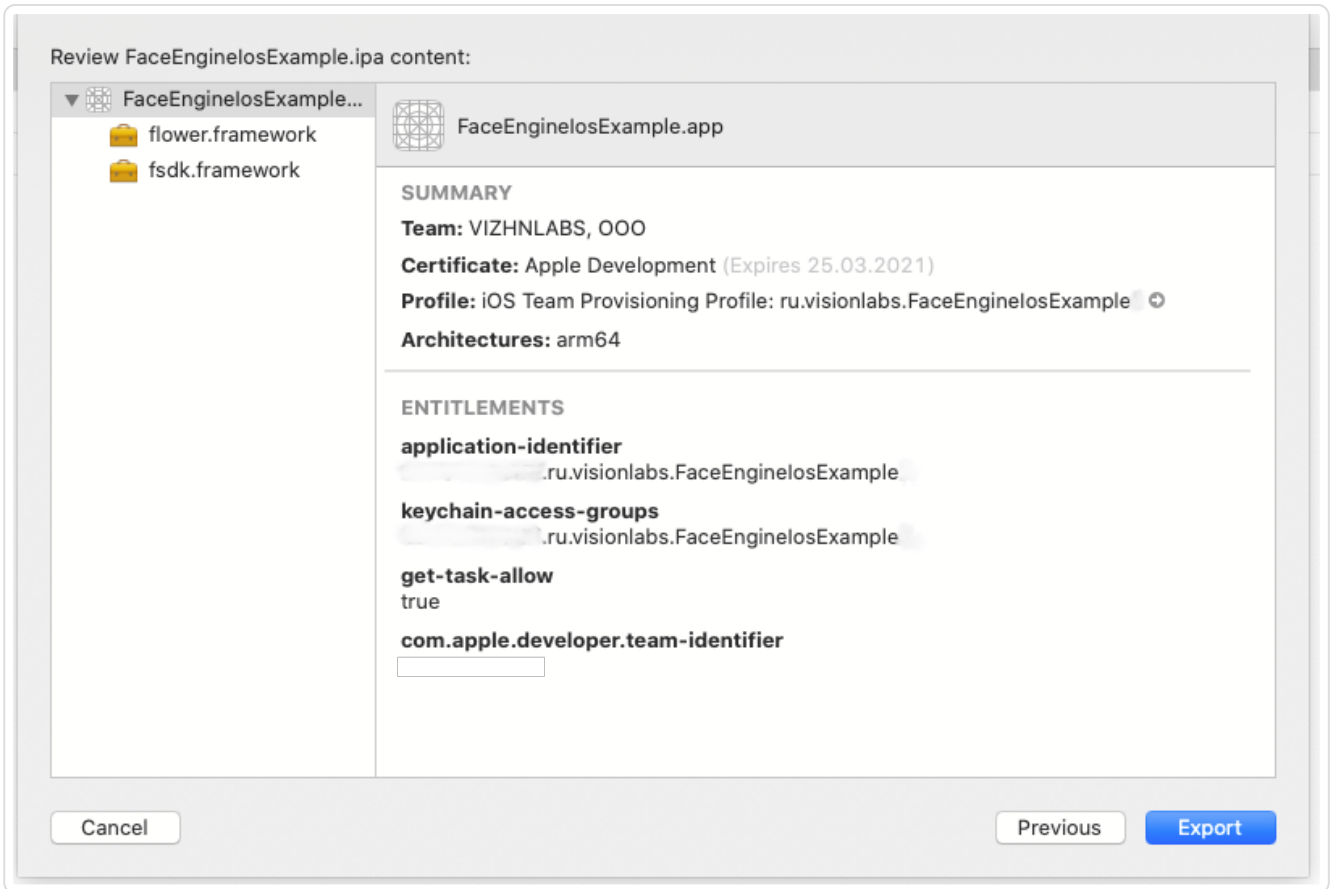 Review FaceEngineIosExample.ipa content:
FaceEngineIosExample...
flower.framework
fsdk.framework
FaceEngineIosExample.app
SUMMARY
Team: VIZHNLABS, OOO
Certificate: Apple Development (Expires 25.03.2021)
Profile: iOS Team Provisioning Profile: ru.visionlabs.FaceEngineIosExample
Architectures: arm64
ENTITLEMENTS
application-identifier
.ru.visionlabs.FaceEngineIosExample
keychain-access-groups
.ru.visionlabs.FaceEngineIosExample
get-task-allow
true
com.apple.developer.team-identifier
Cancel
Previous
Export